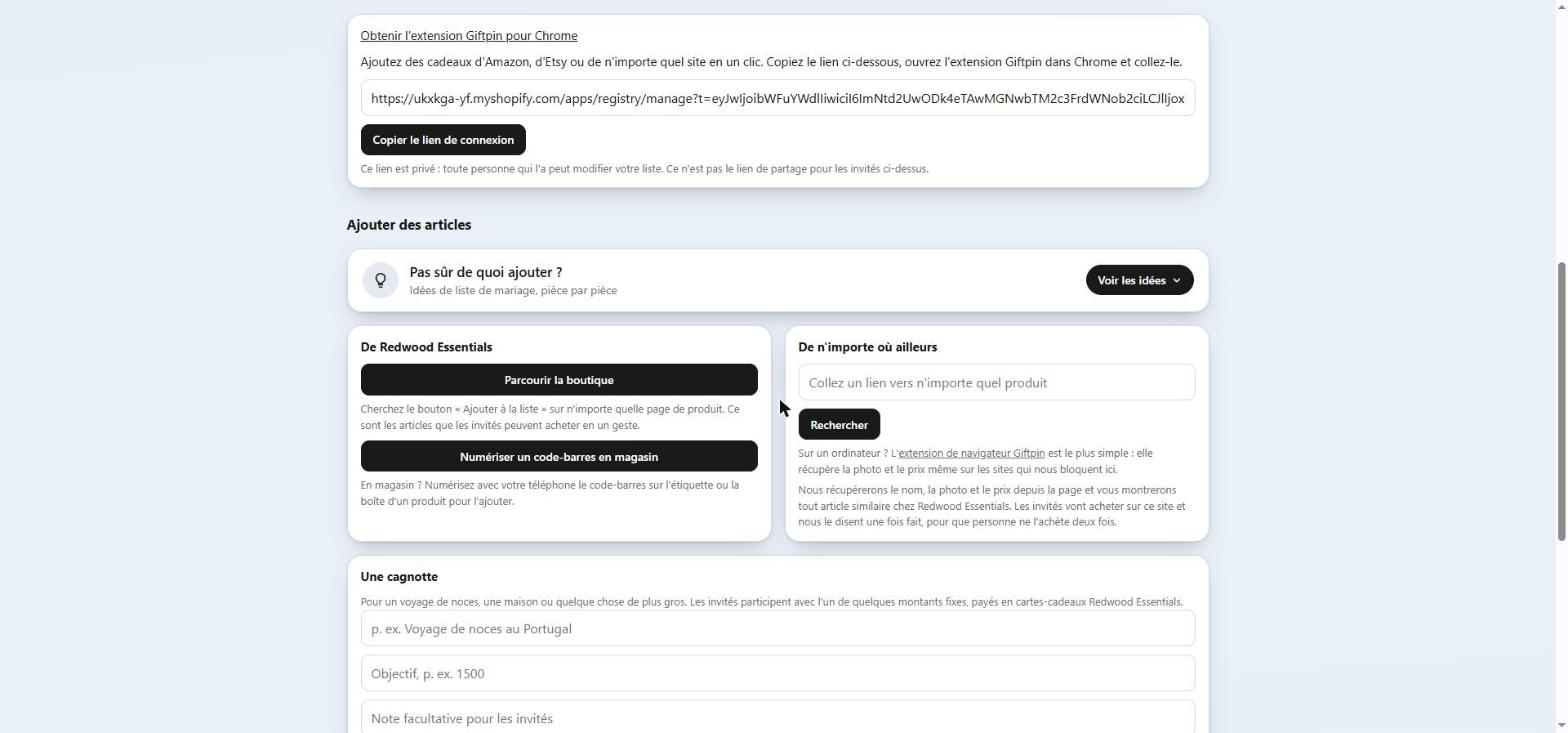 Obtenir l'extension Giftpin pour Chrome
Ajoutez des cadeaux d'Amazon, d'Etsy ou de n'importe quel site en un clic. Copiez le lien ci-dessous, ouvrez l'extension Giftpin dans Chrome et collez-le.
https://ukxkga-yf.myshopify.com/apps/registry/manage?t=eyJwIjoibWFuYWdlIiwiciI6ImNtd2UwODk4eTAwMGNwbTM2c3FrdWNob2ciLCJlIjox
Copier le lien de connexion
Ce lien est privé : toute personne qui l'a peut modifier votre liste. Ce n'est pas le lien de partage pour les invités ci-dessus.
Ajouter des articles
Pas sûr de quoi ajouter ?
Idées de liste de mariage, pièce par pièce
Voir les idées
De Redwood Essentials
Parcourir la boutique
Cherchez le bouton « Ajouter à la liste » sur n'importe quelle page de produit. Ce
sont les articles que les invités peuvent acheter en un geste.
Numériser un code-barres en magasin
En magasin ? Numérisez avec votre téléphone le code-barres sur l'étiquette ou la
boîte d'un produit pour l'ajouter.
De n'importe où ailleurs
Collez un lien vers n'importe quel produit
Rechercher
Sur un ordinateur ? L'extension de navigateur Giftpin est le plus simple : elle
récupère la photo et le prix même sur les sites qui nous bloquent ici.
Nous récupérerons le nom, la photo et le prix depuis la page et vous montrerons
tout article similaire chez Redwood Essentials. Les invités vont acheter sur ce site et
nous le disent une fois fait, pour que personne ne l'achète deux fois.
Une cagnotte
Pour un voyage de noces, une maison ou quelque chose de plus gros. Les invités participent avec l'un de quelques montants fixes, payés en cartes-cadeaux Redwood Essentials.
p. ex. Voyage de noces au Portugal
Objectif, p. ex. 1500
Note facultative pour les invités